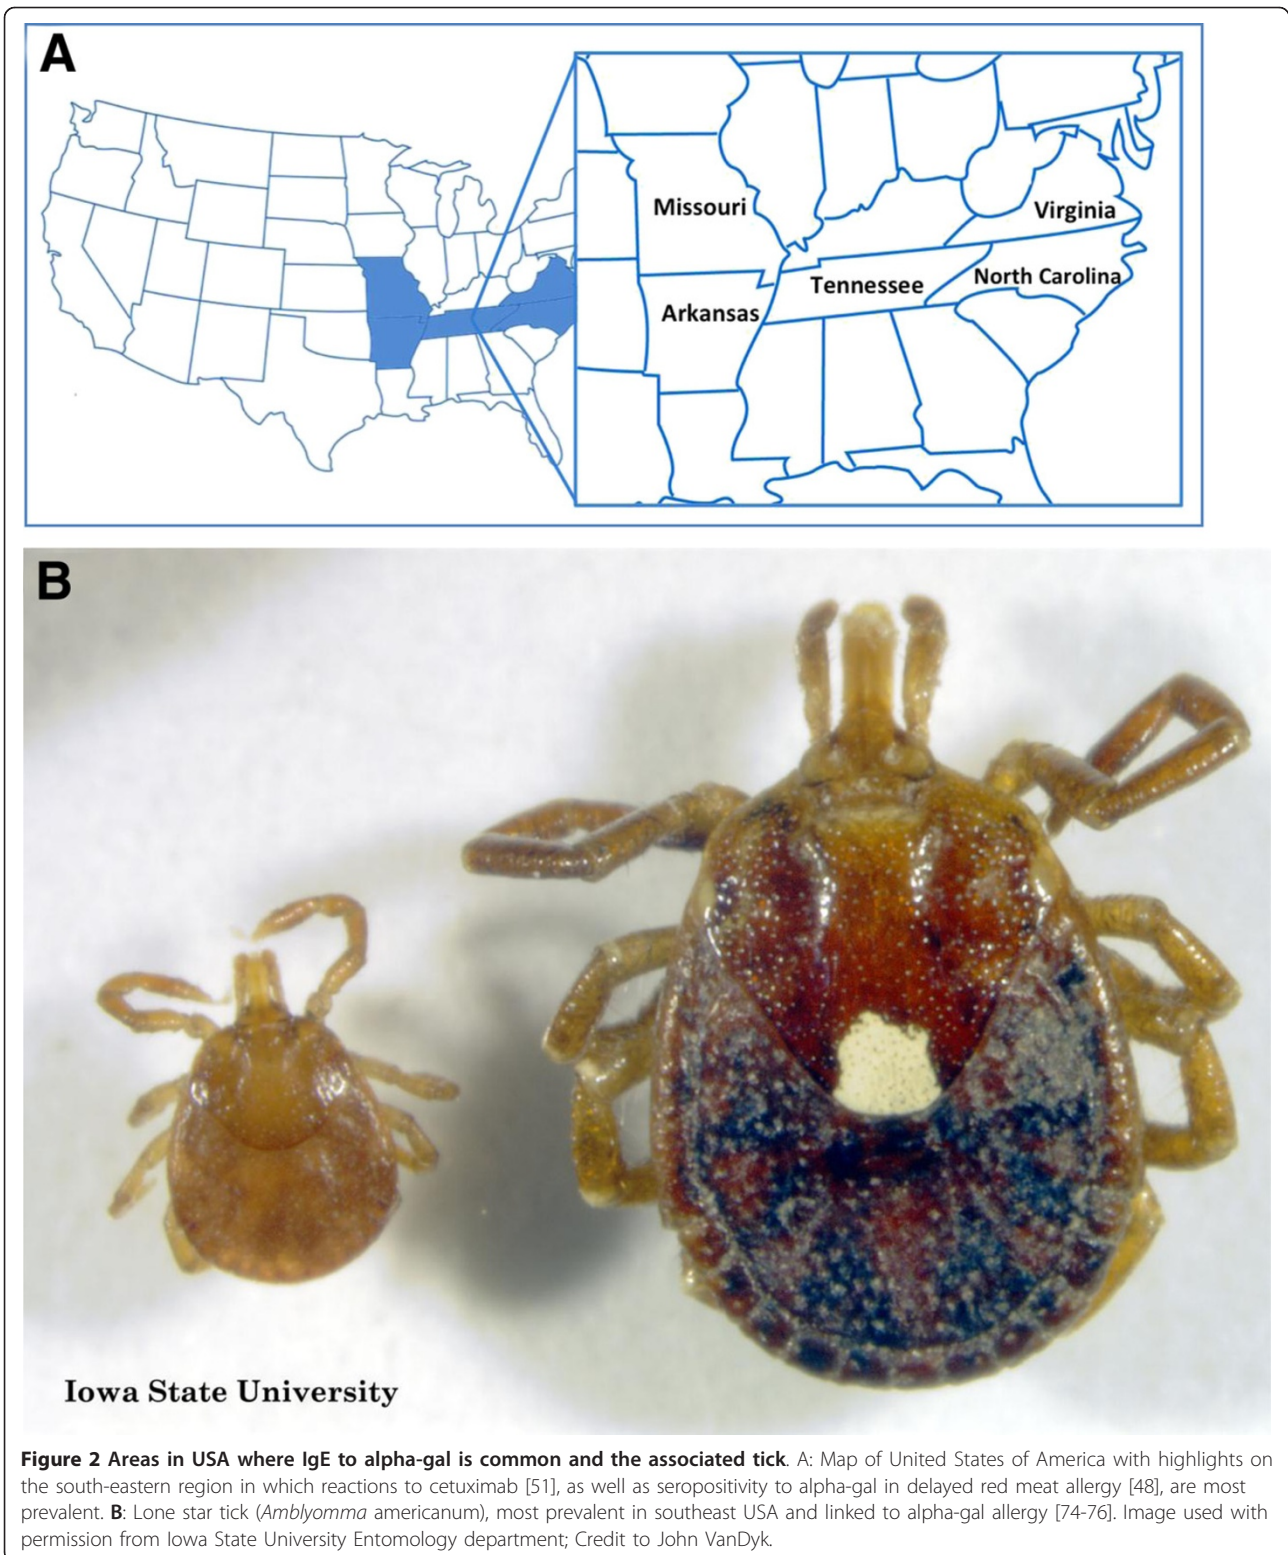 A
Missouri
Virginia
Tennessee
North Carolina
Arkansas
B
Iowa State University
Figure 2 Areas in USA where IgE to alpha-gal is common and the associated tick. A: Map of United States of America with highlights on
the south-eastern region in which reactions to cetuximab [51], as well as seropositivity to alpha-gal in delayed red meat allergy [48], are most
prevalent. B: Lone star tick (Amblyomma americanum), most prevalent in southeast USA and linked to alpha-gal allergy [74-76]. Image used with
permission from Iowa State University Entomology department; Credit to John VanDyk.